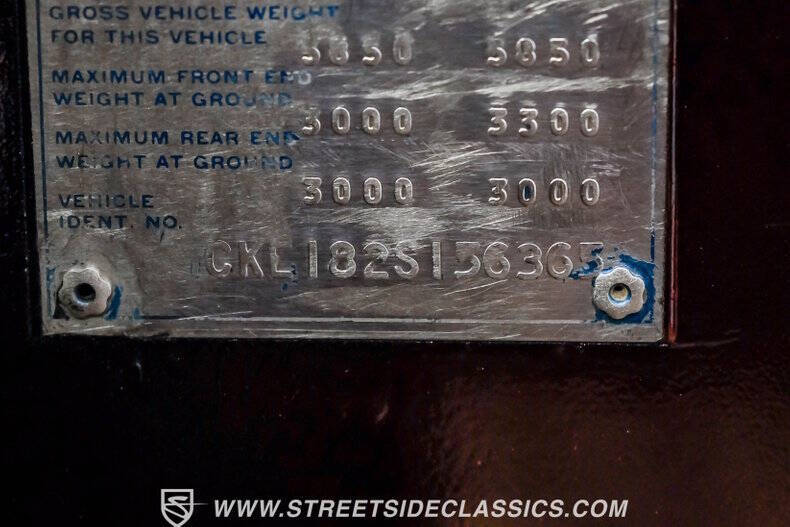 GROSS VEHICLE WEIGHT
FOR THIS VEHICLE 5850 5850
MAXIMUM FRONT END
WEIGHT AT GROUND 3000 3300
MAXIMUM REAR END
WEIGHT AT GROUND 3000 3000
VEHICLE
IDENT. NO.
CKL182S156365
WWW.STREETSIDECLASSICS.COM